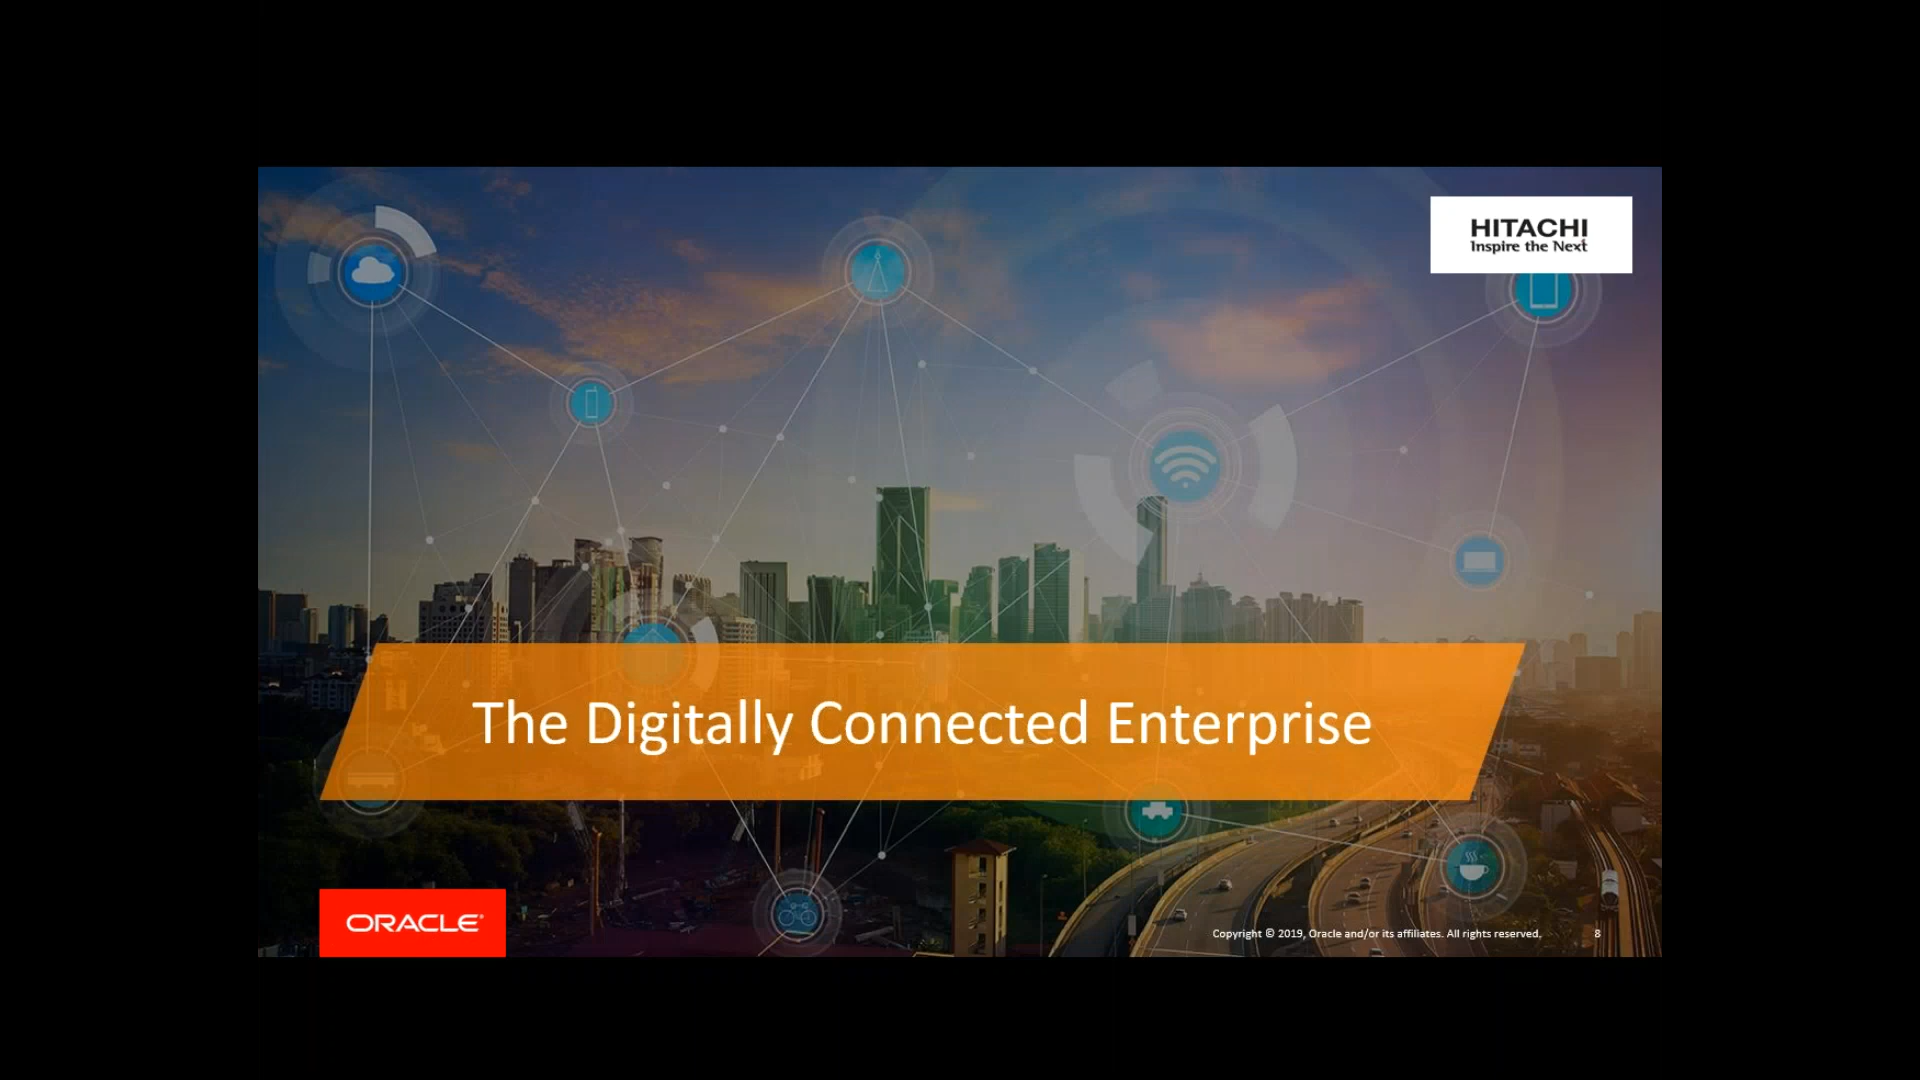 HITACHI
Inspire the Next
The Digitally Connected Enterprise
ORACLE®
Copyright © 2019, Oracle and/or its affiliates. All rights reserved.
8